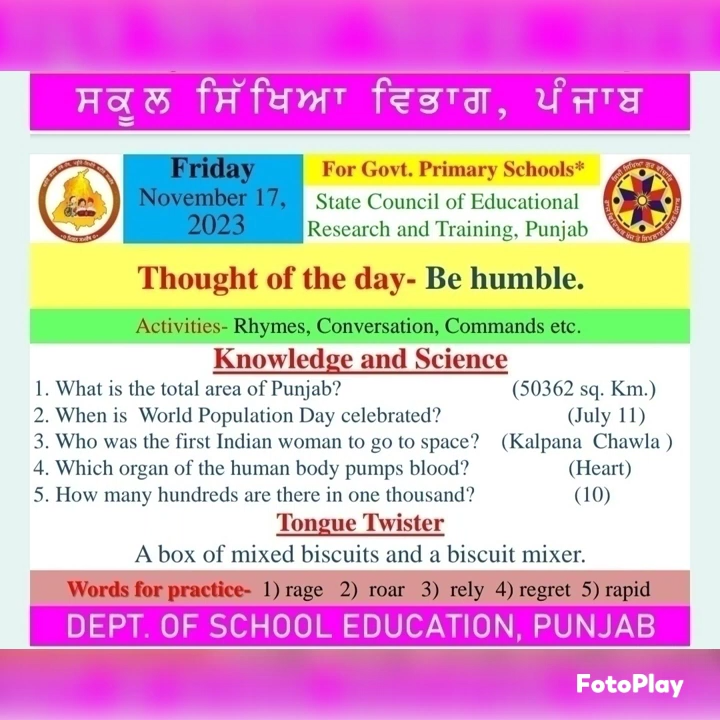 ਸਕੂਲ ਸਿੱਖਿਆ ਵਿਭਾਗ, ਪੰਜਾਬ
Friday
November 17,
2023
For Govt. Primary Schools*
State Council of Educational
Research and Training, Punjab
Thought of the day- Be humble.
Activities- Rhymes, Conversation, Commands etc.
Knowledge and Science
1. What is the total area of Punjab? (50362 sq. Km.)
2. When is World Population Day celebrated? (July 11)
3. Who was the first Indian woman to go to space? (Kalpana Chawla )
4. Which organ of the human body pumps blood? (Heart)
5. How many hundreds are there in one thousand? (10)
Tongue Twister
A box of mixed biscuits and a biscuit mixer.
Words for practice- 1) rage 2) roar 3) rely 4) regret 5) rapid
DEPT. OF SCHOOL EDUCATION, PUNJAB
FotoPlay